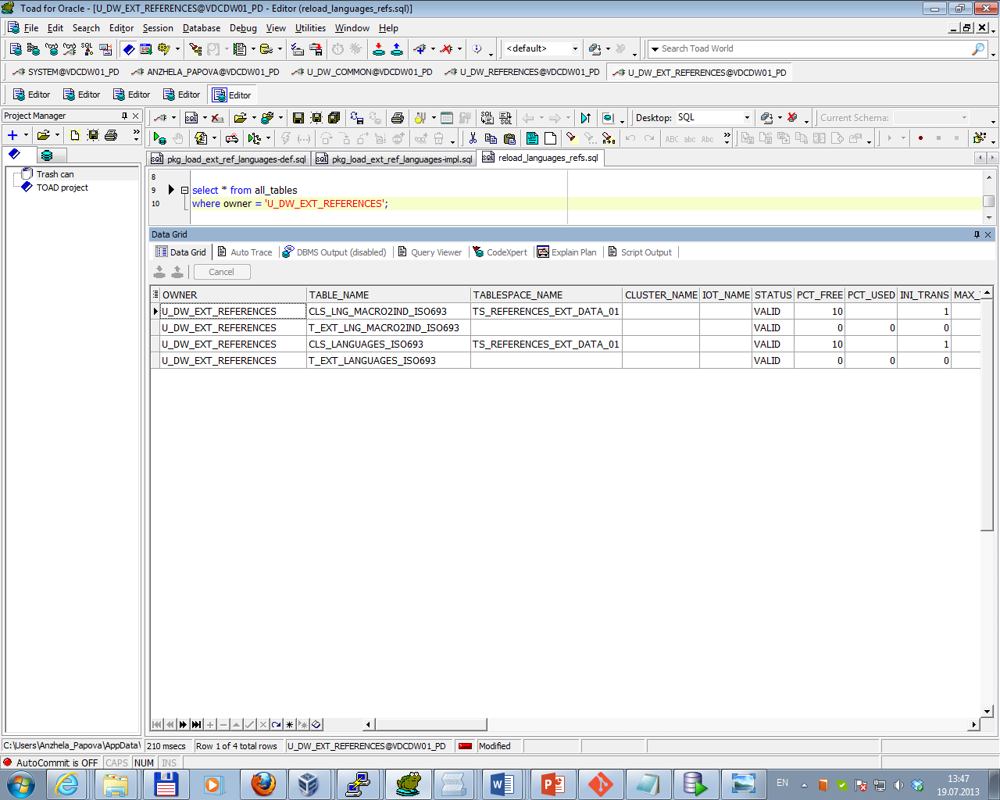 Toad for Oracle - [U_DW_EXT_REFERENCES@VDCDW01_PD - Editor (reload_languages_refs.sql)]
File Edit Search Editor Session Database Debug View Utilities Window Help
<default> Search Toad World
SYSTEM@VDCDW01_PD ANZHELA_PAPOVA@VDCDW01_PD U_DW_COMMON@VDCDW01_PD U_DW_REFERENCES@VDCDW01_PD U_DW_EXT_REFERENCES@VDCDW01_PD
Editor Editor Editor Editor Editor
Project Manager
Desktop: SQL Current Schema:
ABC abc Abc
pkg_load_ext_ref_languages-def.sql pkg_load_ext_ref_languages-impl.sql reload_languages_refs.sql
Trash can
TOAD project
8
9 select * from all_tables
10 where owner = 'U_DW_EXT_REFERENCES';
Data Grid
Data Grid Auto Trace DBMS Output (disabled) Query Viewer CodeXpert Explain Plan Script Output
Cancel
OWNER TABLE_NAME TABLESPACE_NAME CLUSTER_NAME IOT_NAME STATUS PCT_FREE PCT_USED INI_TRANS MAX_
U_DW_EXT_REFERENCES CLS_LNG_MACRO2IND_ISO693 TS_REFERENCES_EXT_DATA_01 VALID 10 1
U_DW_EXT_REFERENCES T_EXT_LNG_MACRO2IND_ISO693 VALID 0 0 0
U_DW_EXT_REFERENCES CLS_LANGUAGES_ISO693 TS_REFERENCES_EXT_DATA_01 VALID 10 1
U_DW_EXT_REFERENCES T_EXT_LANGUAGES_ISO693 VALID 0 0 0
C:\Users\Anzhela_Papova\AppData\ 210 msecs Row 1 of 4 total rows U_DW_EXT_REFERENCES@VDCDW01_PD Modified
AutoCommit is OFF CAPS NUM INS
EN 13:47
19.07.2013